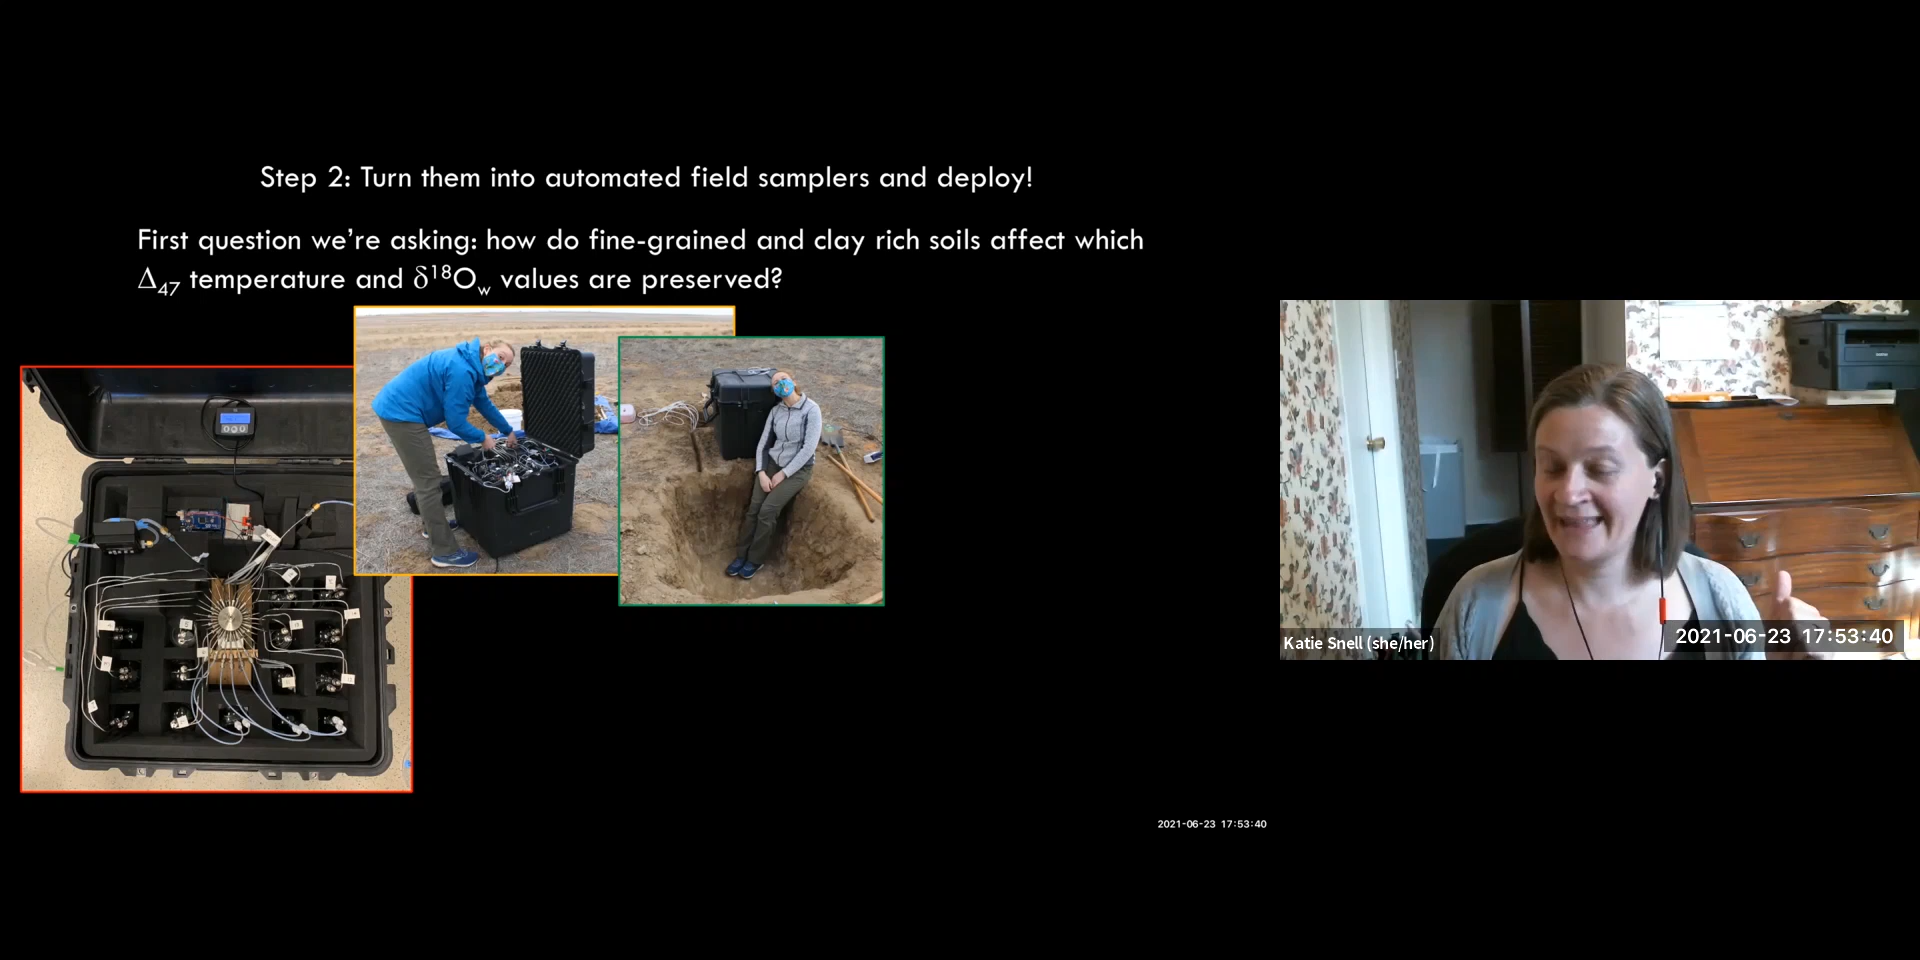 Step 2: Turn them into automated field samplers and deploy!
First question we're asking: how do fine-grained and clay rich soils affect which
Δ47 temperature and δ¹⁸Ow values are preserved?
Katie Snell (she/her)
2021-06-23 17:53:40
2021-06-23 17:53:40